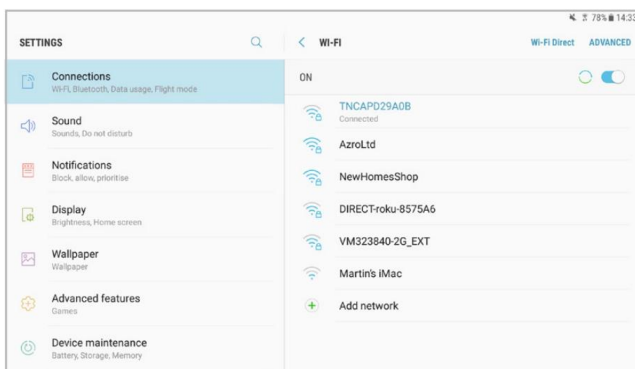 78% 14:33
SETTINGS
Connections
Wi-Fi, Bluetooth, Data usage, Flight mode
Sound
Sounds, Do not disturb
Notifications
Block, allow, prioritise
Display
Brightness, Home screen
Wallpaper
Wallpaper
Advanced features
Games
Device maintenance
Battery, Storage, Memory
WI-FI
Wi-Fi Direct ADVANCED
ON
TNCAPD29A0B
Connected
AzroLtd
NewHomesShop
DIRECT-roku-8575A6
VM323840-2G_EXT
Martin's iMac
Add network